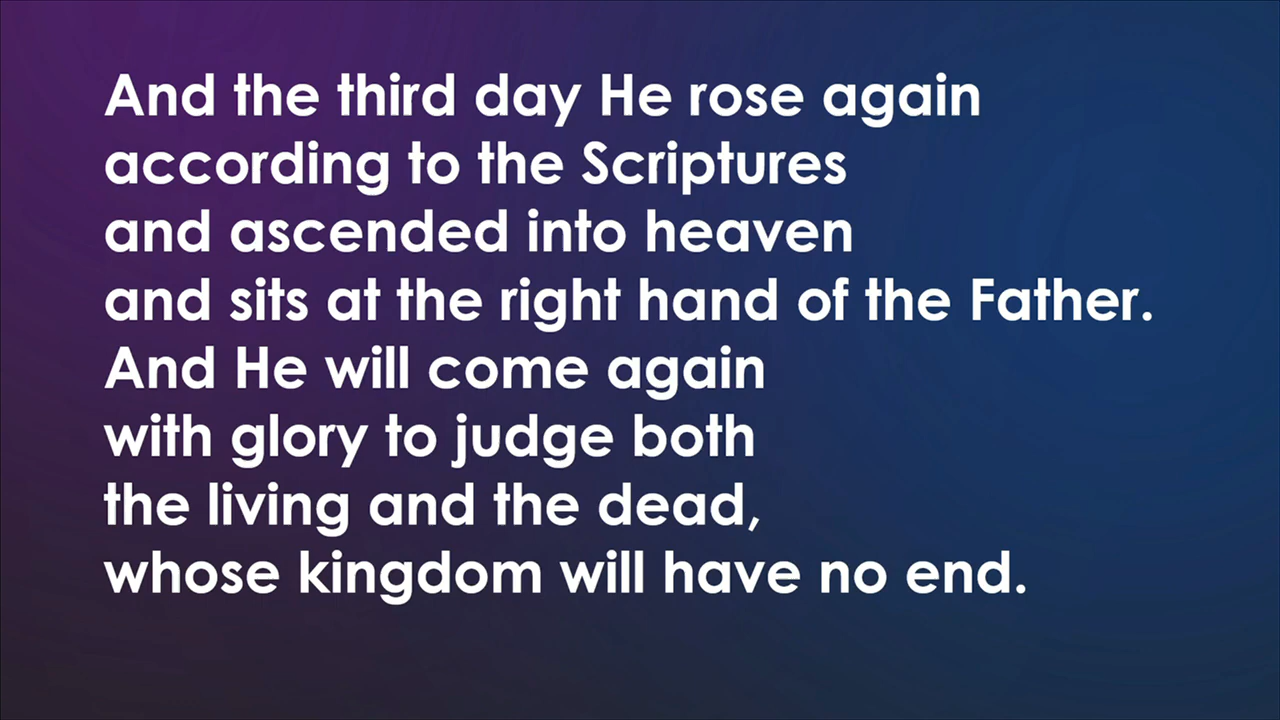 And the third day He rose again
according to the Scriptures
and ascended into heaven
and sits at the right hand of the Father.
And He will come again
with glory to judge both
the living and the dead,
whose kingdom will have no end.